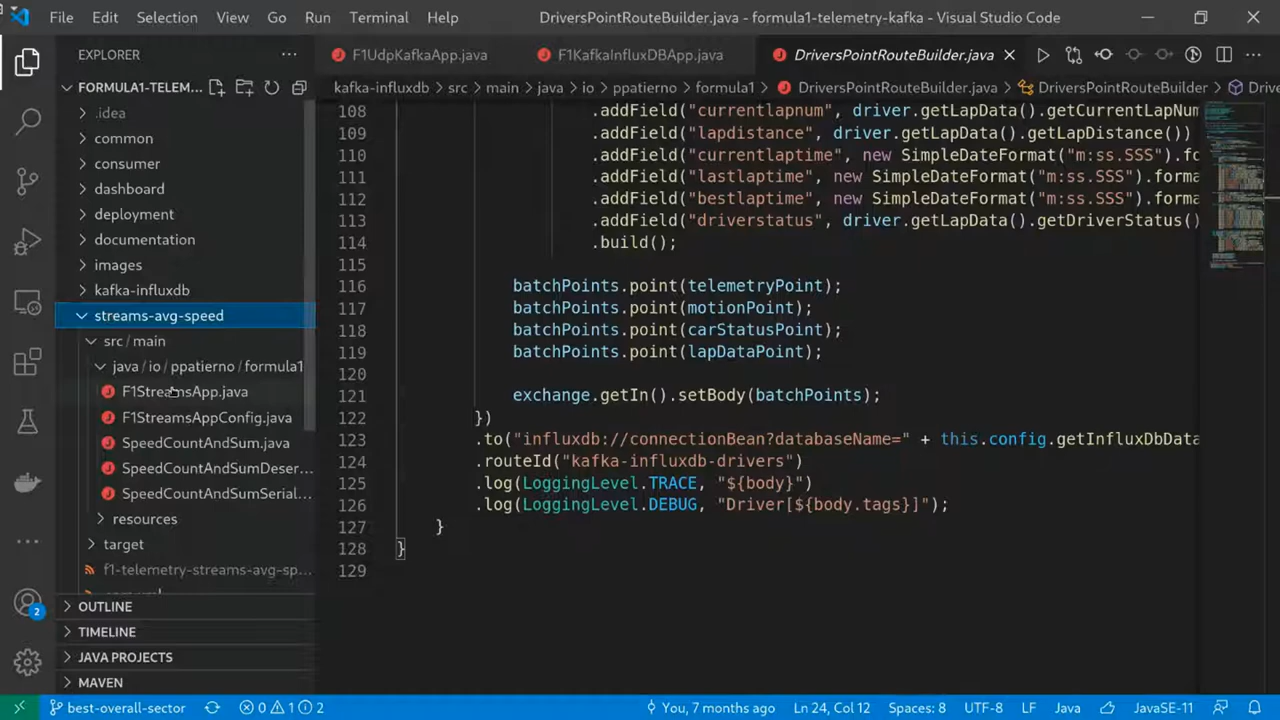 File Edit Selection View Go Run Terminal Help DriversPointRouteBuilder.java - formula1-telemetry-kafka - Visual Studio Code
EXPLORER
FORMULA1-TELEM...
.idea
common
consumer
dashboard
deployment
documentation
images
kafka-influxdb
streams-avg-speed
src / main
java / io / ppatierno / formula1
F1StreamsApp.java
F1StreamsAppConfig.java
SpeedCountAndSum.java
SpeedCountAndSumDeser...
SpeedCountAndSumSerial...
resources
target
f1-telemetry-streams-avg-sp...
OUTLINE
TIMELINE
JAVA PROJECTS
MAVEN
F1UdpKafkaApp.java F1KafkaInfluxDBApp.java DriversPointRouteBuilder.java
kafka-influxdb > src > main > java > io > ppatierno > formula1 > DriversPointRouteBuilder.java > DriversPointRouteBuilder > Drive
108 .addField("currentlapnum", driver.getLapData().getCurrentLapNum
109 .addField("lapdistance", driver.getLapData().getLapDistance())
110 .addField("currentlaptime", new SimpleDateFormat("m:ss.SSS").fo
111 .addField("lastlaptime", new SimpleDateFormat("m:ss.SSS").forma
112 .addField("bestlaptime", new SimpleDateFormat("m:ss.SSS").forma
113 .addField("driverstatus", driver.getLapData().getDriverStatus()
114 .build();
115
116 batchPoints.point(telemetryPoint);
117 batchPoints.point(motionPoint);
118 batchPoints.point(carStatusPoint);
119 batchPoints.point(lapDataPoint);
120
121 exchange.getIn().setBody(batchPoints);
122 })
123 .to("influxdb://connectionBean?databaseName=" + this.config.getInfluxDbData
124 .routeId("kafka-influxdb-drivers")
125 .log(LoggingLevel.TRACE, "${body}")
126 .log(LoggingLevel.DEBUG, "Driver[${body.tags}]");
127 }
128 }
129
2
best-overall-sector 0 1 2 You, 7 months ago Ln 24, Col 12 Spaces: 8 UTF-8 LF Java JavaSE-11